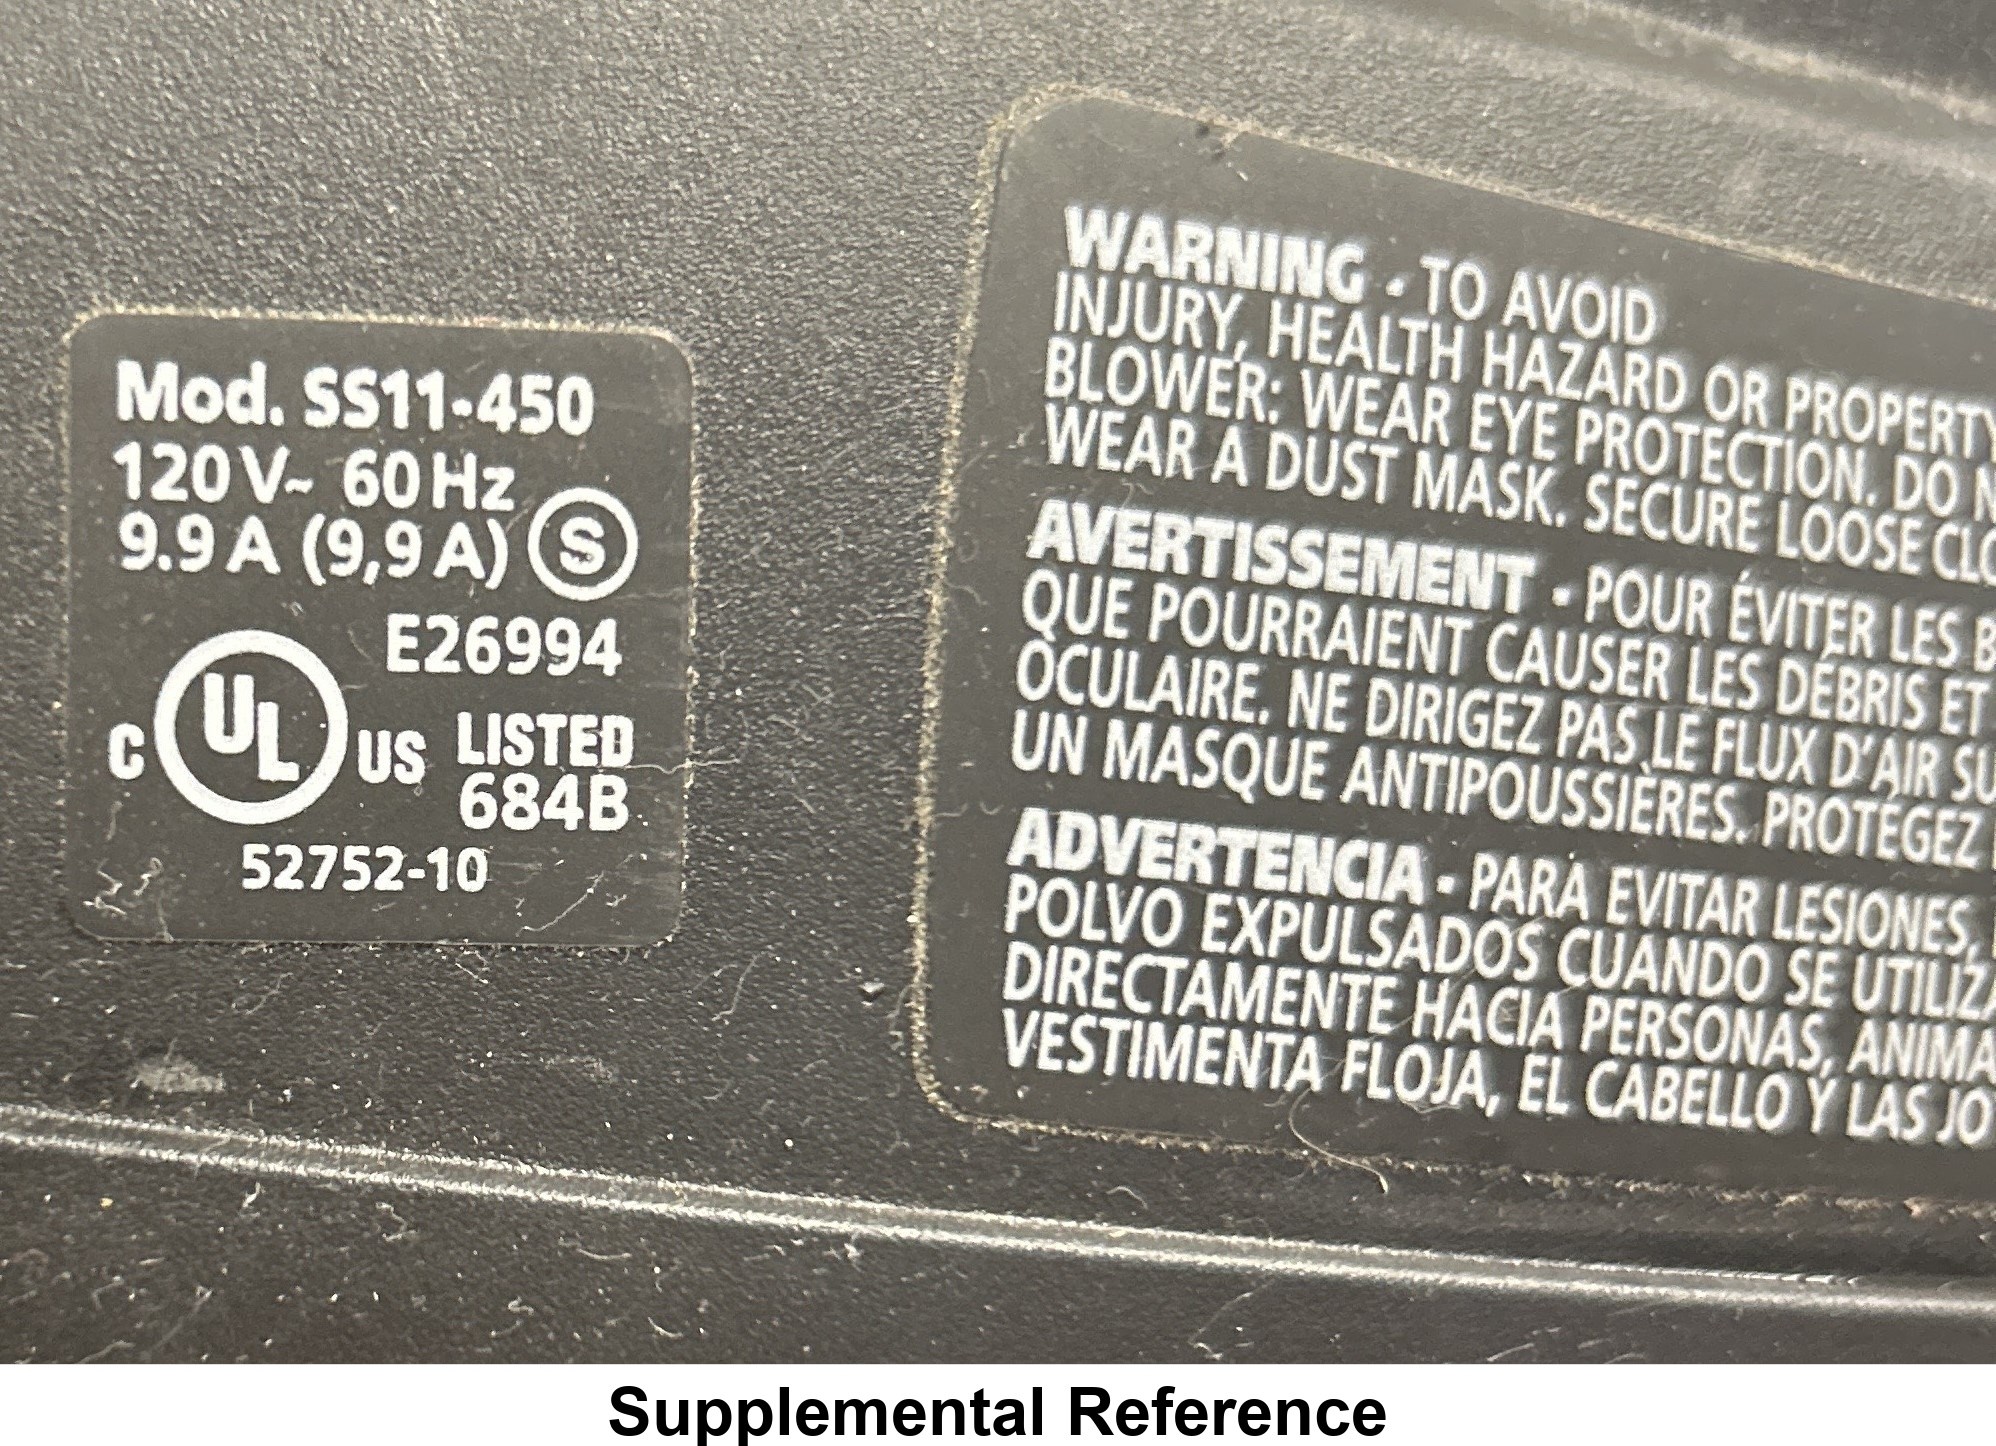 Mod. SS11-450
120 V~ 60 Hz
9.9 A (9,9 A) S
E26994
C UL US LISTED
684B
52752-10
WARNING - TO AVOID
INJURY, HEALTH HAZARD OR PROPERTY
BLOWER: WEAR EYE PROTECTION. DO
WEAR A DUST MASK. SECURE LOOSE
AVERTISSEMENT - POUR ÉVITER LES
QUE POURRAIENT CAUSER LES DÉBRIS ET
OCULAIRE. NE DIRIGEZ PAS LE FLUX D'AIR
UN MASQUE ANTIPOUSSIÈRES. PROTÉGEZ
ADVERTENCIA - PARA EVITAR LESIONES,
POLVO EXPULSADOS CUANDO SE
DIRECTAMENTE HACIA PERSONAS,
VESTIMENTA FLOJA, EL CABELLO Y LAS
Supplemental Reference